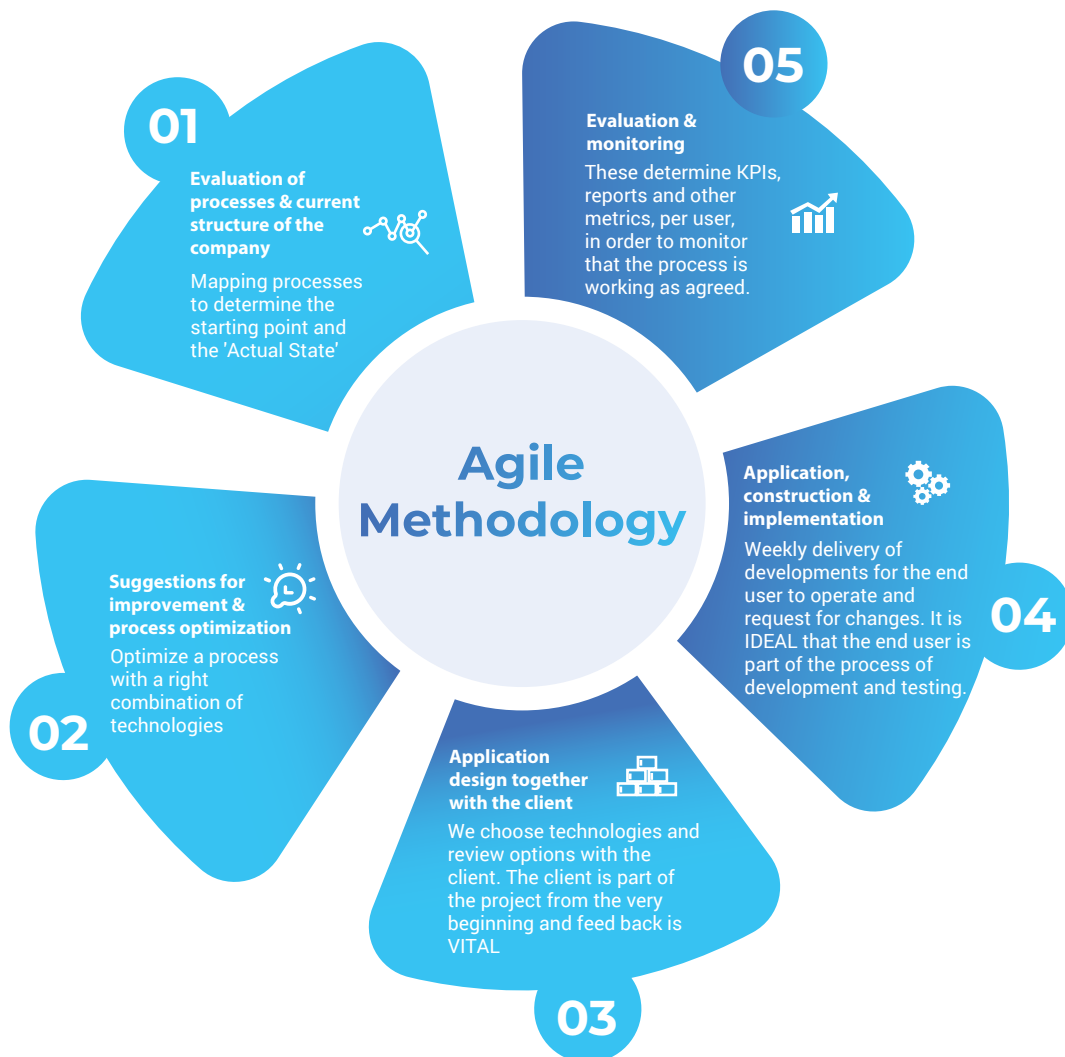 Agile
Methodology
01
Evaluation of
processes & current
structure of the
company
Mapping processes
to determine the
starting point and
the 'Actual State'
02
Suggestions for
improvement &
process optimization
Optimize a process
with a right
combination of
technologies
03
Application
design together
with the client
We choose technologies and
review options with the
client. The client is part of
the project from the very
beginning and feed back is
VITAL
04
Application,
construction &
implementation
Weekly delivery of
developments for the end
user to operate and
request for changes. It is
IDEAL that the end user is
part of the process of
development and testing.
05
Evaluation &
monitoring
These determine KPIs,
reports and other
metrics, per user,
in order to monitor
that the process is
working as agreed.